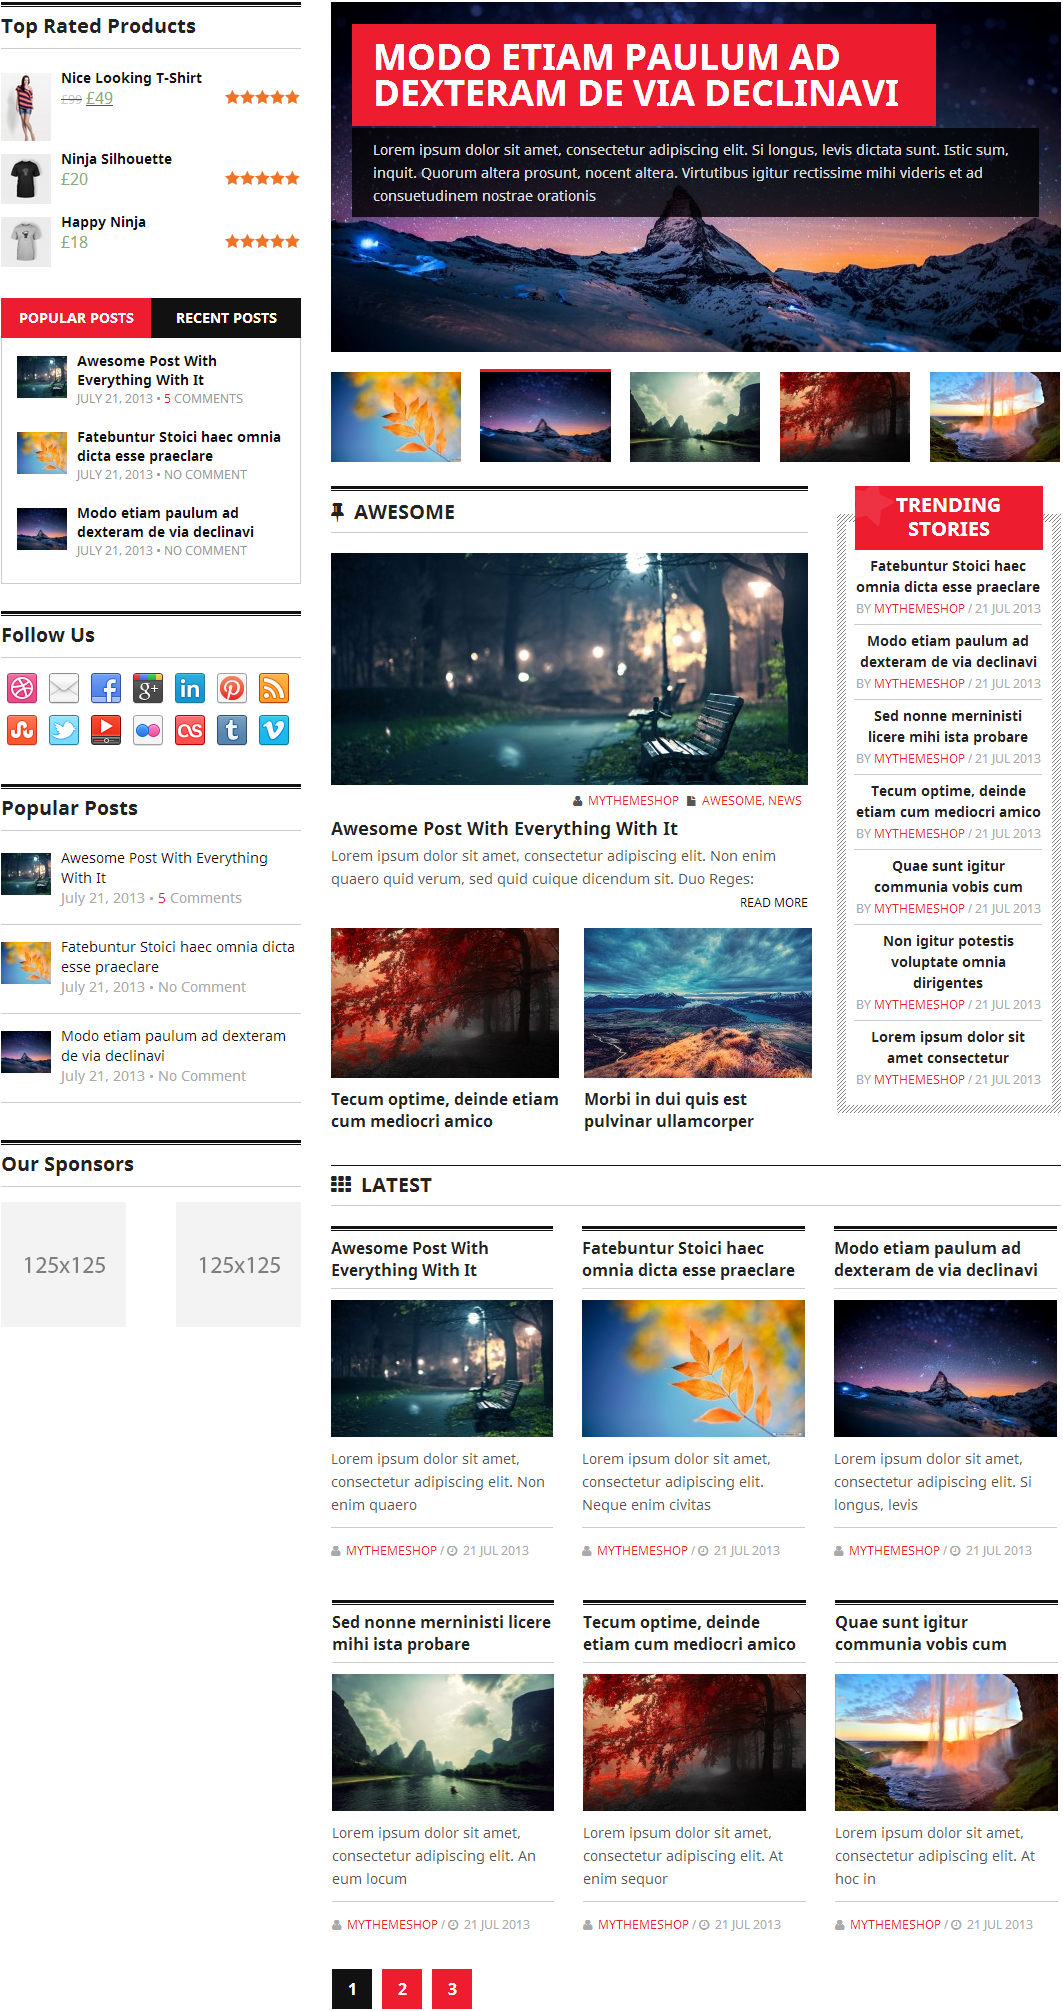 Top Rated Products
Nice Looking T-Shirt
£99 £49
Ninja Silhouette
£20
Happy Ninja
£18
POPULAR POSTS
RECENT POSTS
Awesome Post With
Everything With It
JULY 21, 2013 • 5 COMMENTS
Fatebuntur Stoici haec omnia
dicta esse praeclare
JULY 21, 2013 • NO COMMENT
Modo etiam paulum ad
dexteram de via declinavi
JULY 21, 2013 • NO COMMENT
Follow Us
Popular Posts
Awesome Post With Everything
With It
July 21, 2013 • 5 Comments
Fatebuntur Stoici haec omnia dicta
esse praeclare
July 21, 2013 • No Comment
Modo etiam paulum ad dexteram
de via declinavi
July 21, 2013 • No Comment
Our Sponsors
125x125
125x125
MODO ETIAM PAULUM AD
DEXTERAM DE VIA DECLINAVI
Lorem ipsum dolor sit amet, consectetur adipiscing elit. Si longus, levis dictata sunt. Istic sum,
inquit. Quorum altera prosunt, nocent altera. Virtutibus igitur rectissime mihi videris et ad
consuetudinem nostrae orationis
AWESOME
MYTHEMESHOP AWESOME, NEWS
Awesome Post With Everything With It
Lorem ipsum dolor sit amet, consectetur adipiscing elit. Non enim
quaero quid verum, sed quid cuique dicendum sit. Duo Reges:
READ MORE
Tecum optime, deinde etiam
cum mediocri amico
Morbi in dui quis est
pulvinar ullamcorper
TRENDING
STORIES
Fatebuntur Stoici haec
omnia dicta esse praeclare
BY MYTHEMESHOP / 21 JUL 2013
Modo etiam paulum ad
dexteram de via declinavi
BY MYTHEMESHOP / 21 JUL 2013
Sed nonne merninisti
licere mihi ista probare
BY MYTHEMESHOP / 21 JUL 2013
Tecum optime, deinde
etiam cum mediocri amico
BY MYTHEMESHOP / 21 JUL 2013
Quae sunt igitur
communia vobis cum
BY MYTHEMESHOP / 21 JUL 2013
Non igitur potestis
voluptate omnia
dirigentes
BY MYTHEMESHOP / 21 JUL 2013
Lorem ipsum dolor sit
amet consectetur
BY MYTHEMESHOP / 21 JUL 2013
LATEST
Awesome Post With
Everything With It
Lorem ipsum dolor sit amet,
consectetur adipiscing elit. Non
enim quaero
MYTHEMESHOP / 21 JUL 2013
Fatebuntur Stoici haec
omnia dicta esse praeclare
Lorem ipsum dolor sit amet,
consectetur adipiscing elit.
Neque enim civitas
MYTHEMESHOP / 21 JUL 2013
Modo etiam paulum ad
dexteram de via declinavi
Lorem ipsum dolor sit amet,
consectetur adipiscing elit. Si
longus, levis
MYTHEMESHOP / 21 JUL 2013
Sed nonne merninisti licere
mihi ista probare
Lorem ipsum dolor sit amet,
consectetur adipiscing elit. An
eum locum
MYTHEMESHOP / 21 JUL 2013
Tecum optime, deinde
etiam cum mediocri amico
Lorem ipsum dolor sit amet,
consectetur adipiscing elit. At
enim sequor
MYTHEMESHOP / 21 JUL 2013
Quae sunt igitur
communia vobis cum
Lorem ipsum dolor sit amet,
consectetur adipiscing elit. At
hoc in
MYTHEMESHOP / 21 JUL 2013
1 2 3